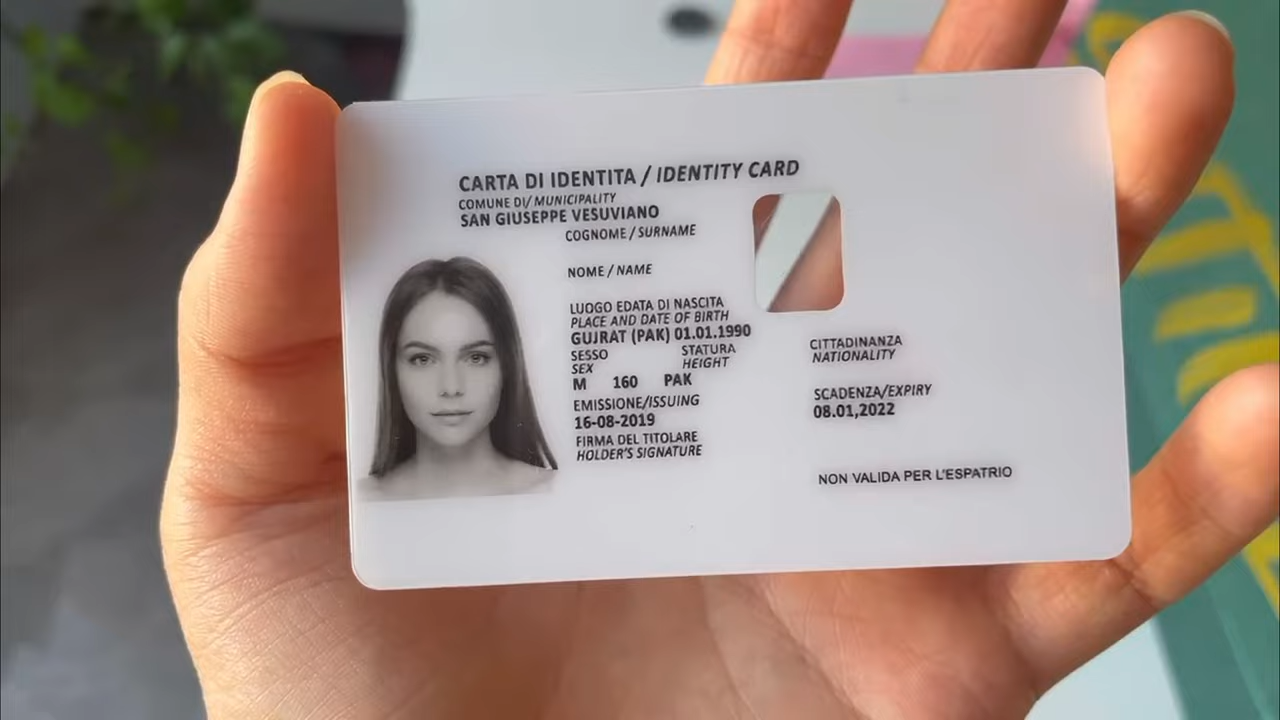 CARTA DI IDENTITA / IDENTITY CARD
COMUNE DI/ MUNICIPALITY
SAN GIUSEPPE VESUVIANO
COGNOME / SURNAME
NOME / NAME
LUOGO EDATA DI NASCITA
PLACE AND DATE OF BIRTH
GUJRAT (PAK) 01.01.1990
SESSO STATURA
SEX HEIGHT
M 160 PAK
EMISSIONE/ISSUING
16-08-2019
FIRMA DEL TITOLARE
HOLDER'S SIGNATURE
CITTADINANZA
NATIONALITY
SCADENZA/EXPIRY
08.01,2022
NON VALIDA PER L'ESPATRIO